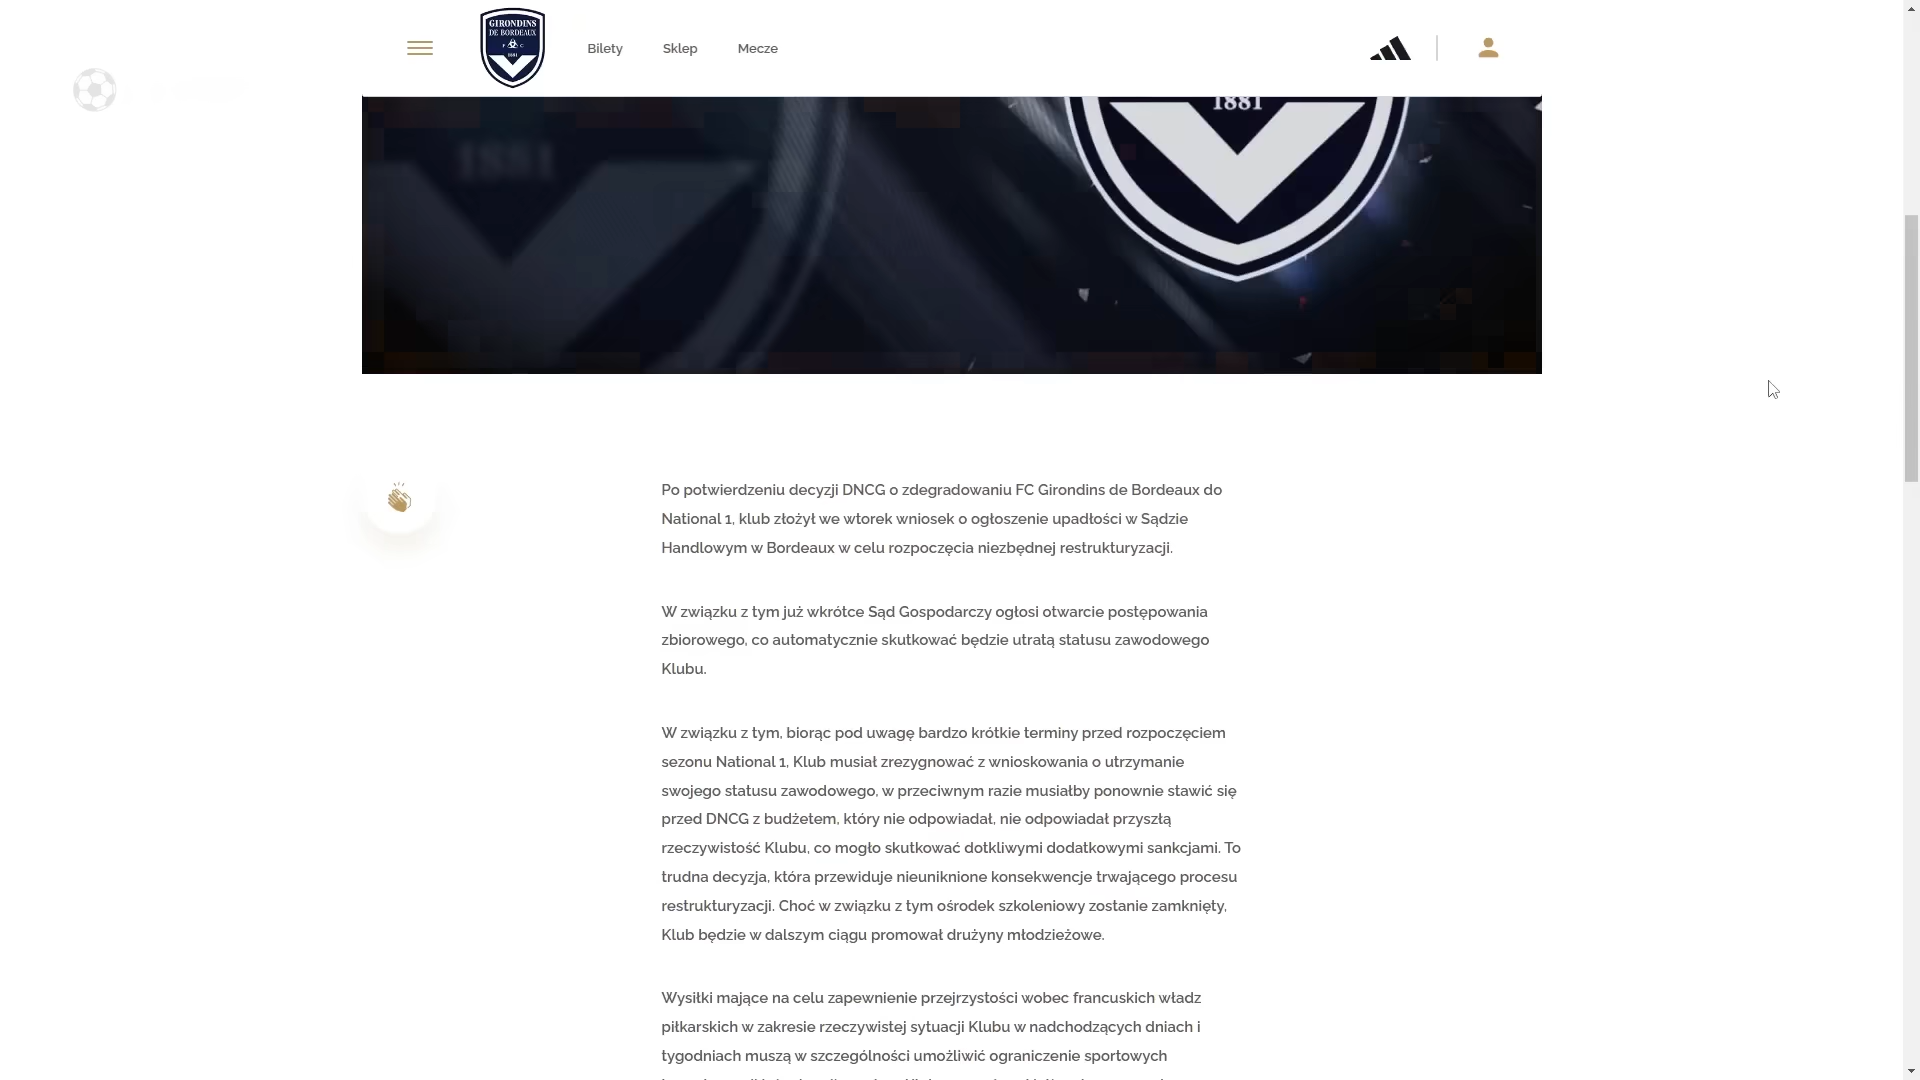 GIRONDINS
DE BORDEAUX
F C
1881
Bilety
Sklep
Mecze
1881
1881
Po potwierdzeniu decyzji DNCG o zdegradowaniu FC Girondins de Bordeaux do
National 1, klub złożył we wtorek wniosek o ogłoszenie upadłości w Sądzie
Handlowym w Bordeaux w celu rozpoczęcia niezbędnej restrukturyzacji.
W związku z tym już wkrótce Sąd Gospodarczy ogłosi otwarcie postępowania
zbiorowego, co automatycznie skutkować będzie utratą statusu zawodowego
Klubu.
W związku z tym, biorąc pod uwagę bardzo krótkie terminy przed rozpoczęciem
sezonu National 1, Klub musiał zrezygnować z wnioskowania o utrzymanie
swojego statusu zawodowego, w przeciwnym razie musiałby ponownie stawić się
przed DNCG z budżetem, który nie odpowiadał, nie odpowiadał przyszłą
rzeczywistość Klubu, co mogło skutkować dotkliwymi dodatkowymi sankcjami. To
trudna decyzja, która przewiduje nieuniknione konsekwencje trwającego procesu
restrukturyzacji. Choć w związku z tym ośrodek szkoleniowy zostanie zamknięty,
Klub będzie w dalszym ciągu promował drużyny młodzieżowe.
Wysiłki mające na celu zapewnienie przejrzystości wobec francuskich władz
piłkarskich w zakresie rzeczywistej sytuacji Klubu w nadchodzących dniach i
tygodniach muszą w szczególności umożliwić ograniczenie sportowych